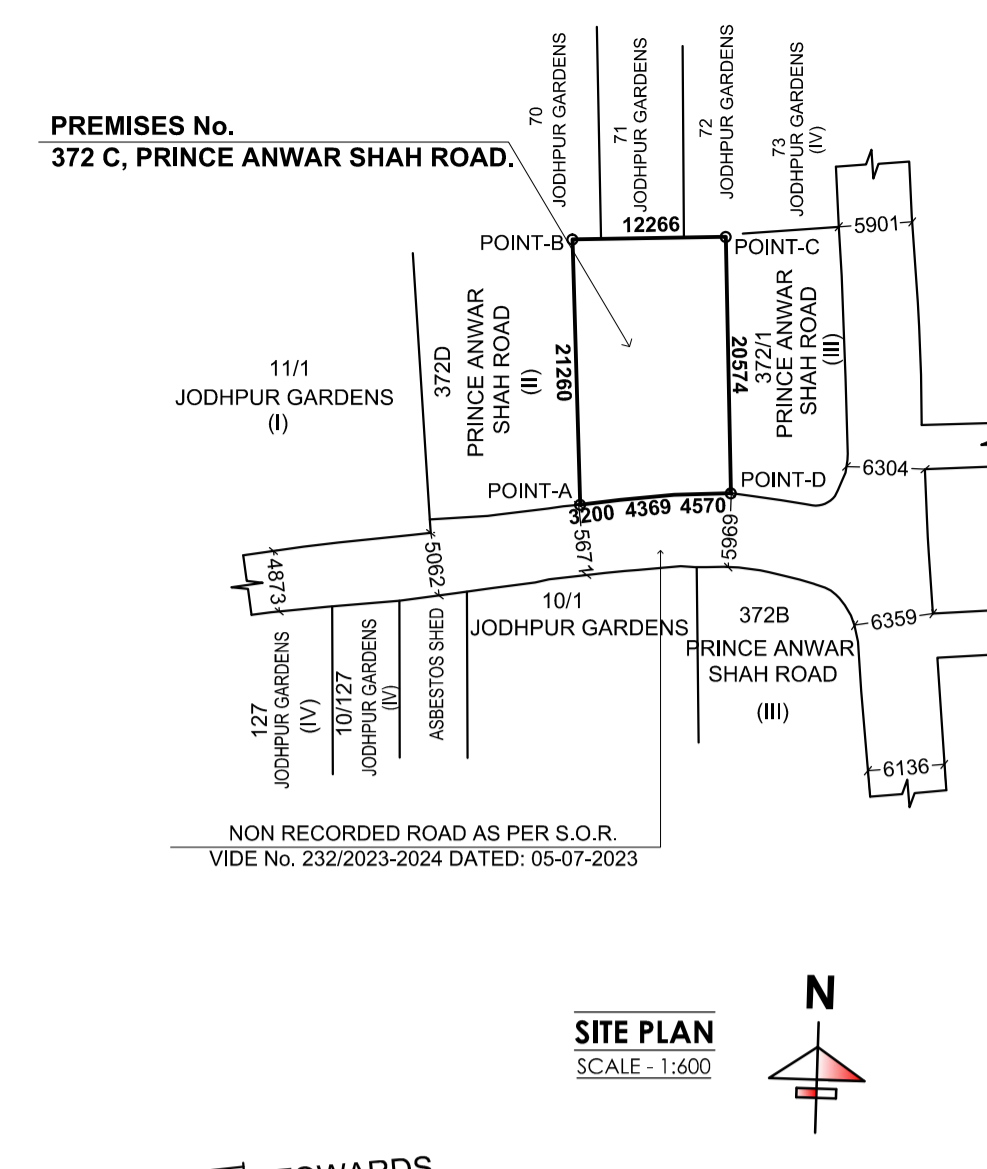 PREMISES No.
372 C, PRINCE ANWAR SHAH ROAD.
70
JODHPUR GARDENS
71
JODHPUR GARDENS
72
JODHPUR GARDENS
73
JODHPUR GARDENS
(IV)
5901
12266
POINT-B
POINT-C
11/1
JODHPUR GARDENS
(I)
372D
PRINCE ANWAR
SHAH ROAD
(II)
21260
20574
372/1
PRINCE ANWAR
SHAH ROAD
(III)
POINT-A
POINT-D
6304
3200
4369
4570
4873
5062
5671
5969
10/1
JODHPUR GARDENS
372B
PRINCE ANWAR
SHAH ROAD
(III)
6359
127
JODHPUR GARDENS
(IV)
10/127
JODHPUR GARDENS
(IV)
ASBESTOS SHED
6136
NON RECORDED ROAD AS PER S.O.R.
VIDE No. 232/2023-2024 DATED: 05-07-2023
SITE PLAN
SCALE - 1:600
N